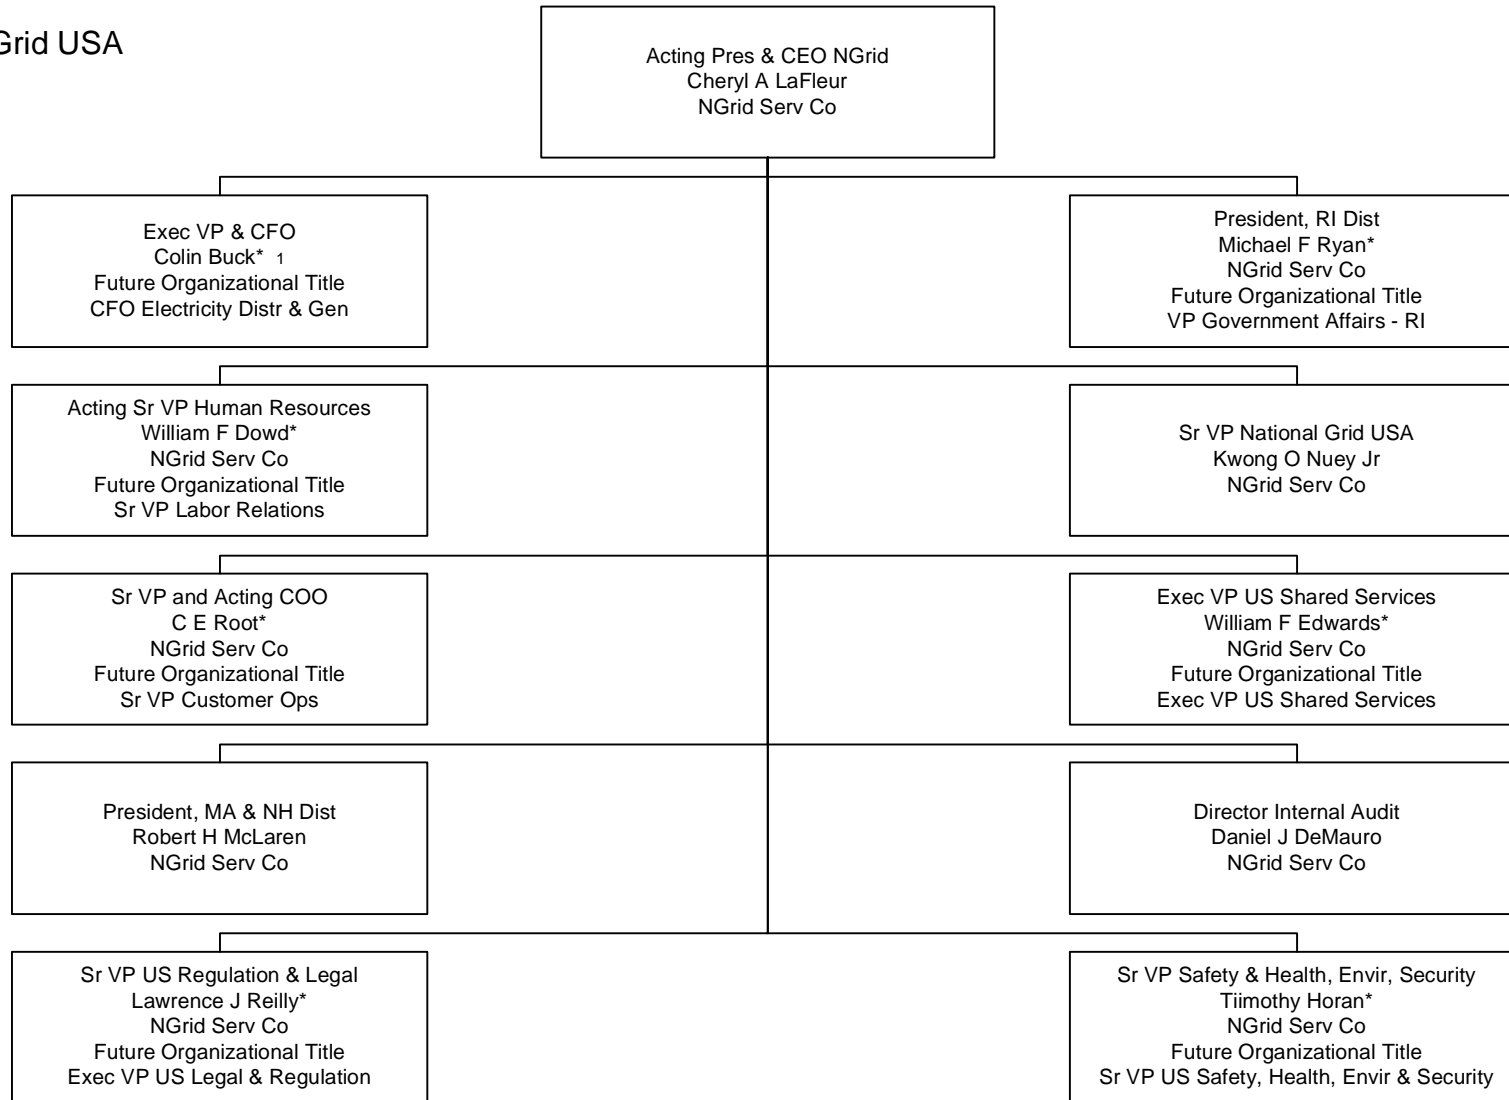 Grid USA
Acting Pres & CEO NGrid
Cheryl A LaFleur
NGrid Serv Co
Exec VP & CFO
Colin Buck* 1
Future Organizational Title
CFO Electricity Distr & Gen
President, RI Dist
Michael F Ryan*
NGrid Serv Co
Future Organizational Title
VP Government Affairs - RI
Acting Sr VP Human Resources
William F Dowd*
NGrid Serv Co
Future Organizational Title
Sr VP Labor Relations
Sr VP National Grid USA
Kwong O Nuey Jr
NGrid Serv Co
Sr VP and Acting COO
C E Root*
NGrid Serv Co
Future Organizational Title
Sr VP Customer Ops
Exec VP US Shared Services
William F Edwards*
NGrid Serv Co
Future Organizational Title
Exec VP US Shared Services
President, MA & NH Dist
Robert H McLaren
NGrid Serv Co
Director Internal Audit
Daniel J DeMauro
NGrid Serv Co
Sr VP US Regulation & Legal
Lawrence J Reilly*
NGrid Serv Co
Future Organizational Title
Exec VP US Legal & Regulation
Sr VP Safety & Health, Envir, Security
Tiimothy Horan*
NGrid Serv Co
Future Organizational Title
Sr VP US Safety, Health, Envir & Security